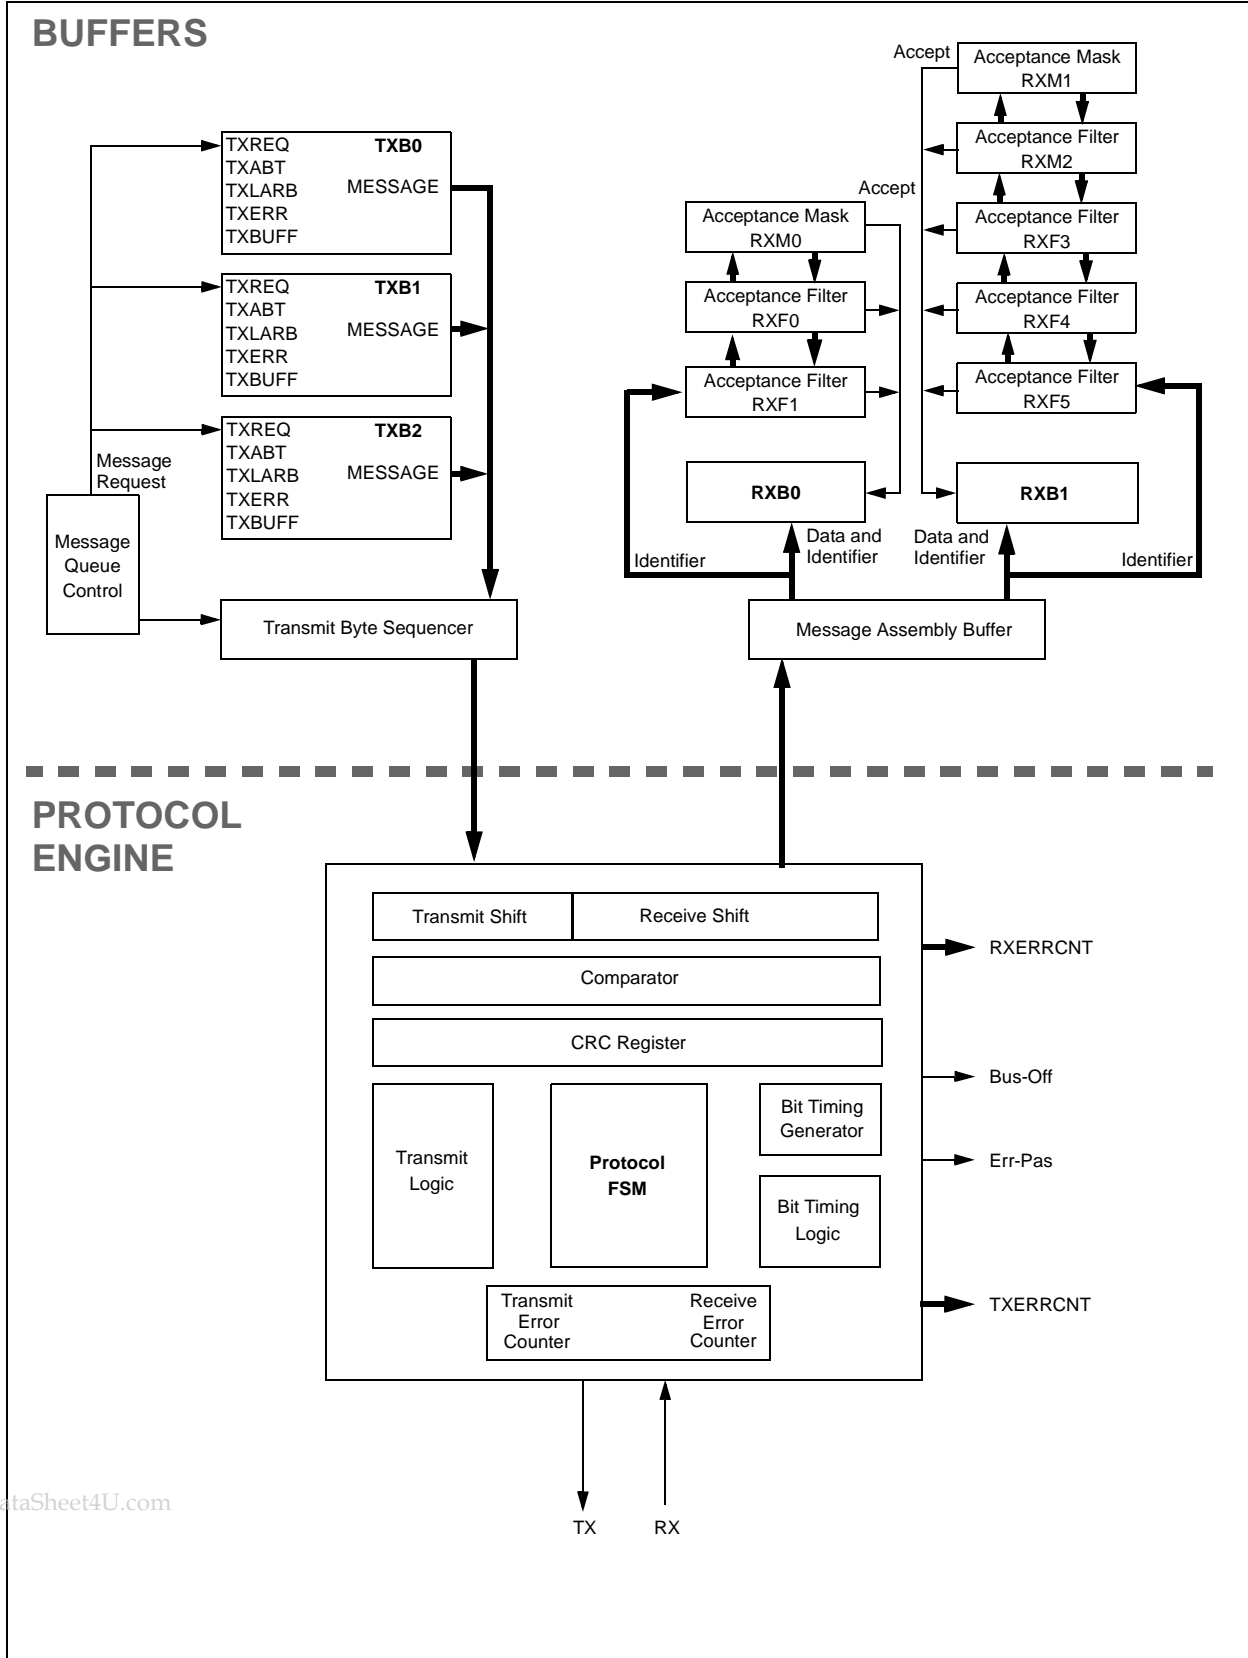 BUFFERS
TXREQ
TXABT
TXLARB
TXERR
TXBUFF
TXB0
MESSAGE
TXREQ
TXABT
TXLARB
TXERR
TXBUFF
TXB1
MESSAGE
TXREQ
TXABT
TXLARB
TXERR
TXBUFF
TXB2
MESSAGE
Message
Request
Message
Queue
Control
Transmit Byte Sequencer
Accept
Acceptance Mask
RXM0
Acceptance Filter
RXF0
Acceptance Filter
RXF1
RXB0
Accept
Acceptance Mask
RXM1
Acceptance Filter
RXM2
Acceptance Filter
RXF3
Acceptance Filter
RXF4
Acceptance Filter
RXF5
RXB1
Identifier
Data and
Identifier
Data and
Identifier
Identifier
Message Assembly Buffer
PROTOCOL
ENGINE
Transmit Shift
Receive Shift
Comparator
CRC Register
Transmit
Logic
Protocol
FSM
Bit Timing
Generator
Bit Timing
Logic
Transmit
Error
Counter
Receive
Error
Counter
RXERRCNT
Bus-Off
Err-Pas
TXERRCNT
TX
RX
ataSheet4U.com